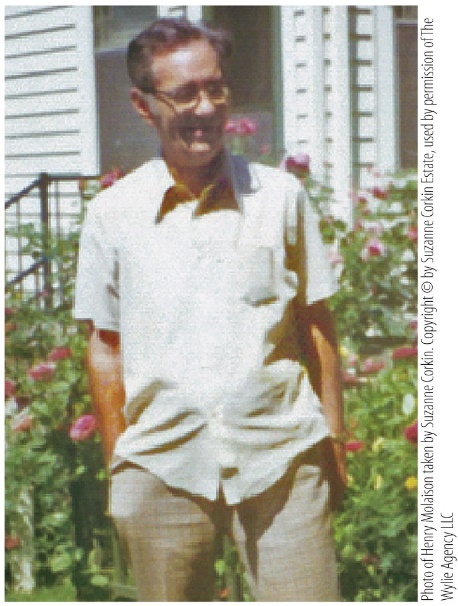 Photo of Henry Molaison taken by Suzanne Corkin. Copyright © by Suzanne Corkin Estate, used by permission of The
Wylie Agency LLC